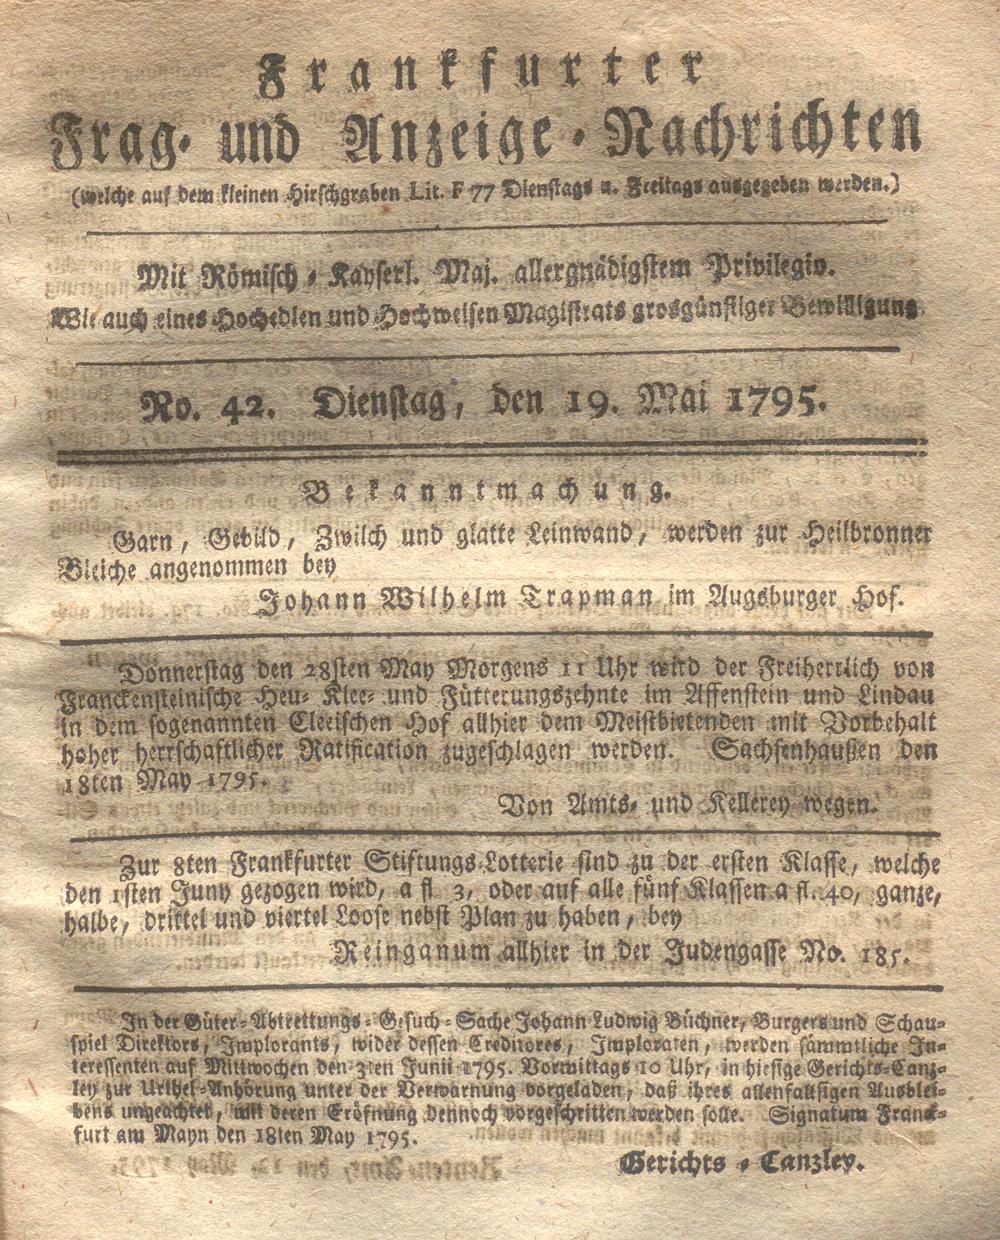 Frankfurter
Frag- und Anzeige-Nachrichten
(welche auf dem kleinen Hirschgraben Lit. F 77 Dienstags u. Freitags ausgegeben werden.)
Mit Römisch-Kayserl. Maj. allergnädigstem Privilegio.
Wie auch eines Hochedlen und Hochweisen Magistrats grosgünstiger Bewilligung
No. 42. Dienstag, den 19. Mai 1795.
Bekanntmachung.
Garn, Gebild, Zwilch und glatte Leinwand, werden zur Heilbronner
Bleiche angenommen bey
Johann Wilhelm Trapman im Augsburger Hof.
Donnerstag den 28sten May Morgens 11 Uhr wird der Freiherrlich von
Franckensteinische Heu- Klee- und Fütterungszehnte im Affenstein und Lindau
in dem sogenannten Cleeischen Hof allhier dem Meistbietenden mit Vorbehalt
hoher herrschaftlicher Ratification zugeschlagen werden. Sachsenhaußen den
18ten May 1795.
Von Amts- und Kellerey wegen.
Zur 8ten Frankfurter Stiftungs-Lotterie sind zu der ersten Klasse, welche
den 1sten Juny gezogen wird, a fl 3, oder auf alle fünf Klassen a fl. 40, ganze,
halbe, drittel und viertel Loose nebst Plan zu haben, bey
Reinganum allhier in der Judengasse No. 185.
In der Güter-Abtrettungs-Gesuch-Sache Johann Ludwig Büchner, Burgers und Schau-
spiel Direktors, Implorants, wider dessen Creditores, Imploraten, werden sämmtliche In-
teressenten auf Mittwochen den 3ten Junii 1795. Vormittags 10 Uhr, in hiesige Gerichts-Canz-
ley zur Urthel-Anhörung unter der Verwarnung vorgeladen, daß ihres allenfallsigen Ausblei-
bens ungeachtet, mit deren Eröfnung dennoch vorgeschritten werden solle. Signatum Franck-
furt am Mayn den 18ten May 1795.
Gerichts-Canzley.